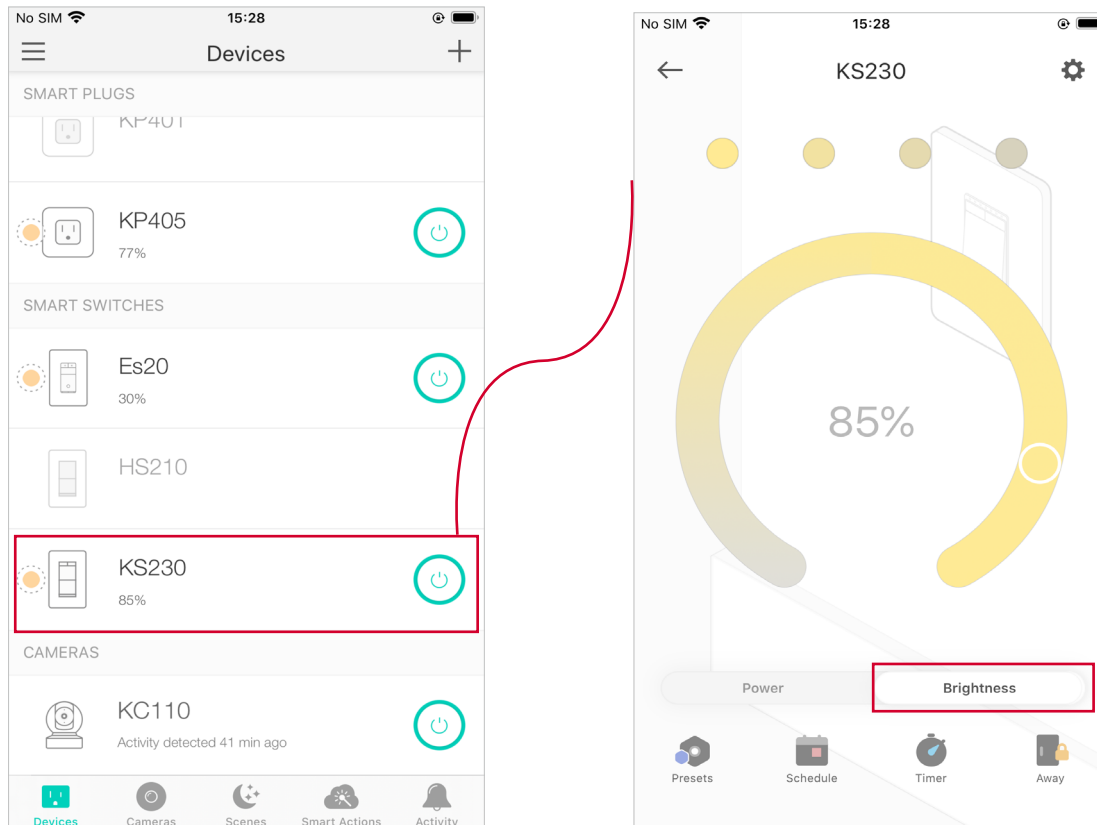 No SIM 15:28
Devices
SMART PLUGS
KP401
KP405
77%
SMART SWITCHES
Es20
30%
HS210
KS230
85%
CAMERAS
KC110
Activity detected 41 min ago
Devices Cameras Scenes Smart Actions Activity
No SIM 15:28
KS230
85%
Power Brightness
Presets Schedule Timer Away